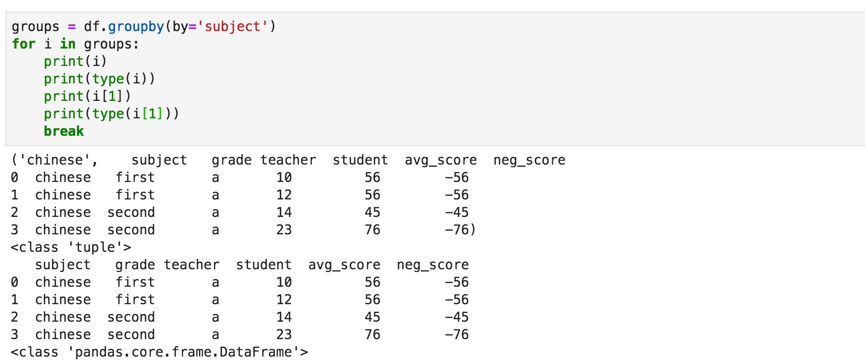 groups = df.groupby(by='subject')
for i in groups:
    print(i)
    print(type(i))
    print(i[1])
    print(type(i[1]))
    break
('chinese',    subject   grade teacher  student  avg_score  neg_score
0  chinese   first       a       10         56        -56
1  chinese   first       a       12         56        -56
2  chinese  second       a       14         45        -45
3  chinese  second       a       23         76        -76)
<class 'tuple'>
   subject   grade teacher  student  avg_score  neg_score
0  chinese   first       a       10         56        -56
1  chinese   first       a       12         56        -56
2  chinese  second       a       14         45        -45
3  chinese  second       a       23         76        -76
<class 'pandas.core.frame.DataFrame'>